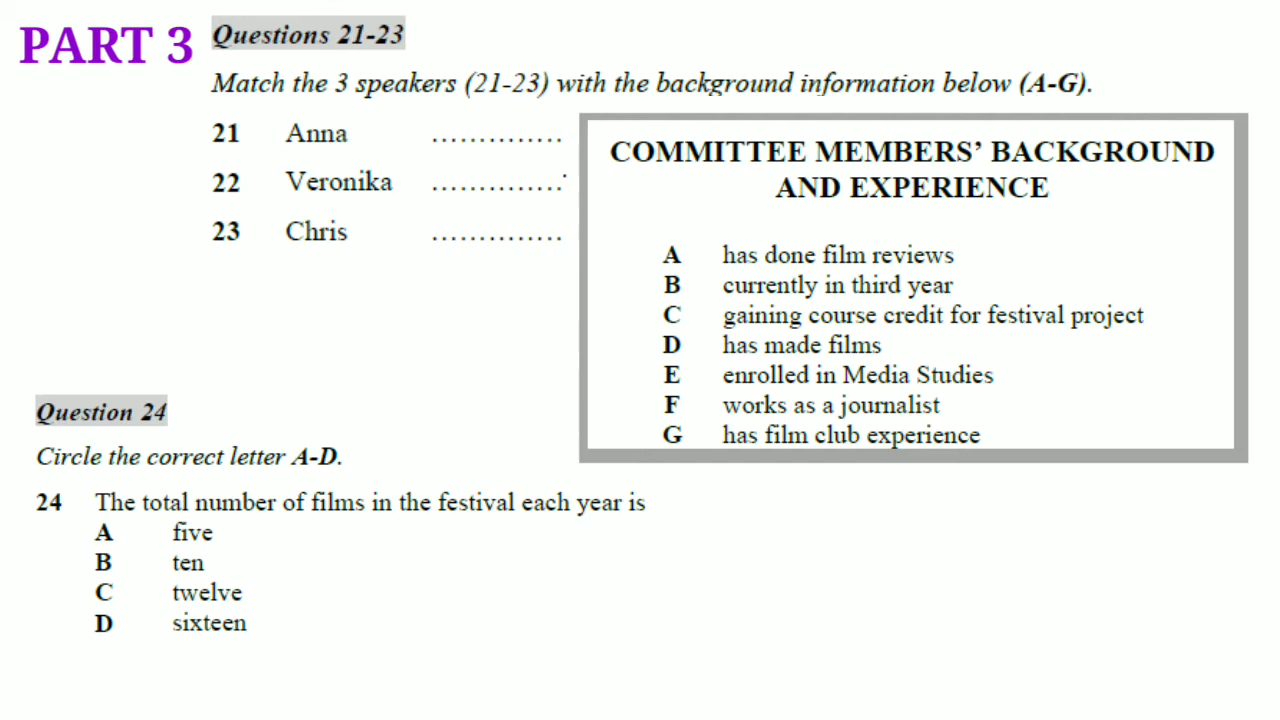 PART 3
Questions 21-23
Match the 3 speakers (21-23) with the background information below (A-G).
21 Anna ..............
22 Veronika ..............
23 Chris ..............
COMMITTEE MEMBERS' BACKGROUND
AND EXPERIENCE
A has done film reviews
B currently in third year
C gaining course credit for festival project
D has made films
E enrolled in Media Studies
F works as a journalist
G has film club experience
Question 24
Circle the correct letter A-D.
24 The total number of films in the festival each year is
A five
B ten
C twelve
D sixteen